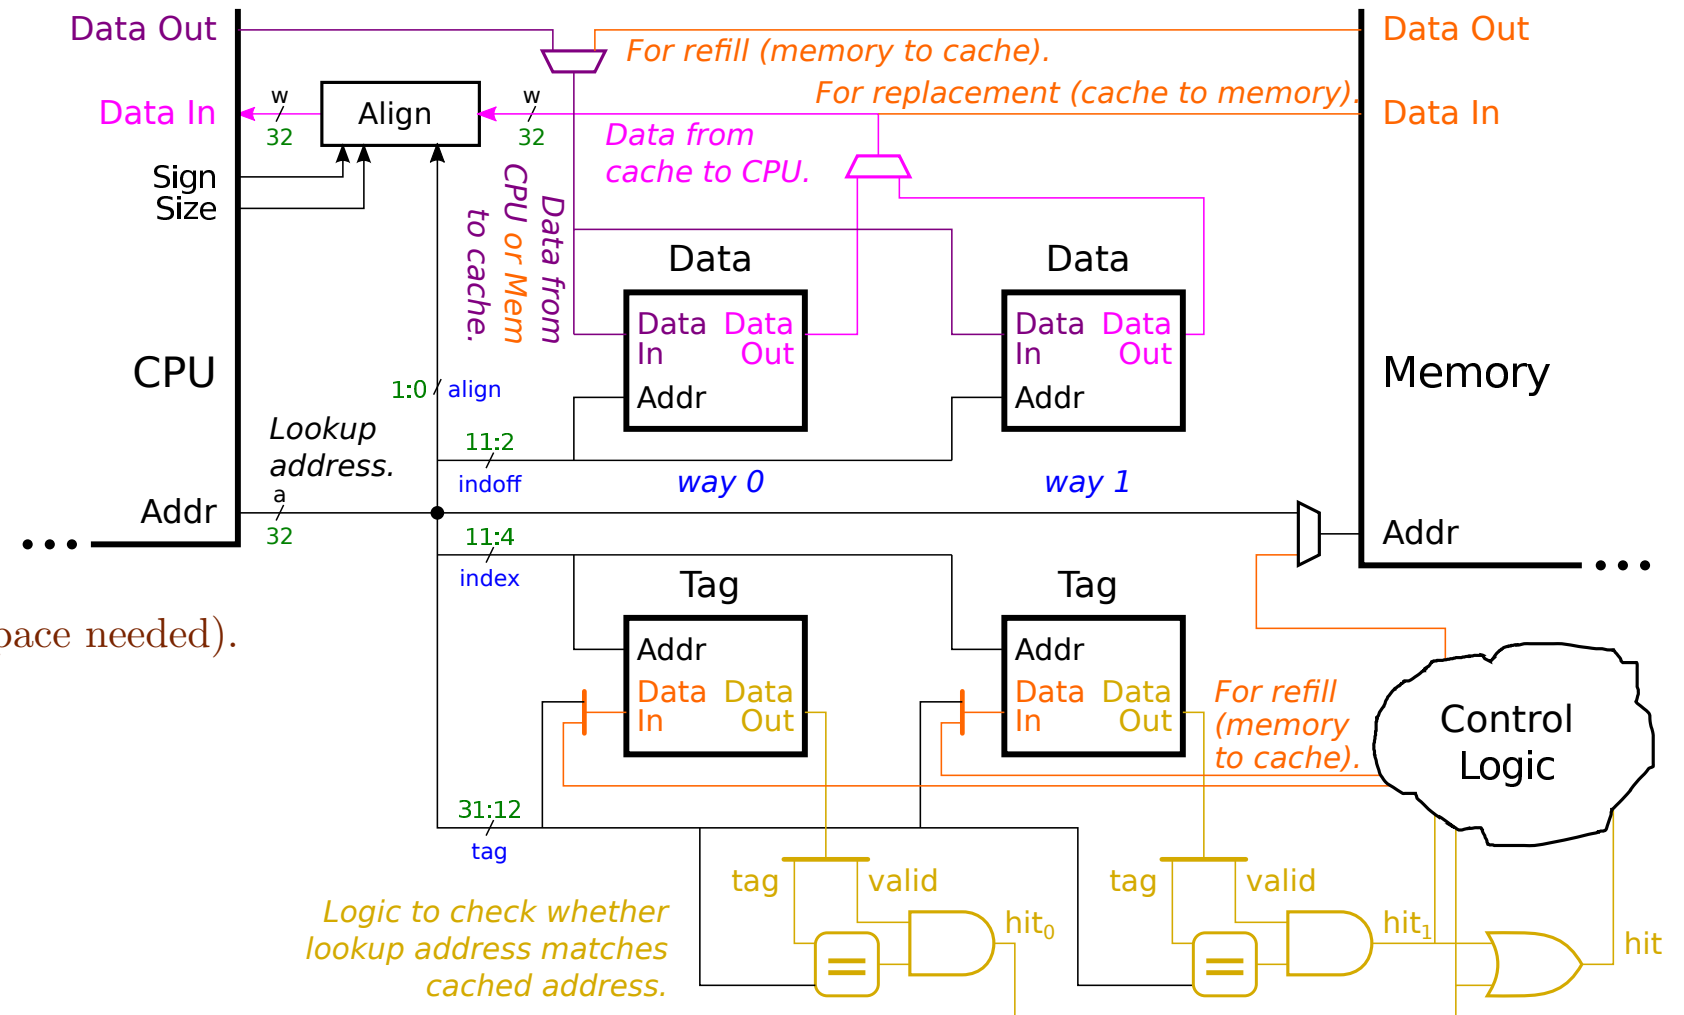 Data Out
For refill (memory to cache).
Data Out
w
Align
w
For replacement (cache to memory).
Data In
32
32
Data from
cache to CPU.
Data In
Sign
Size
Data from
CPU or Mem
to cache.
Data
Data
Data Data
In Out
Addr
Data Data
In Out
Addr
CPU
Memory
1:0
align
Lookup
address.
11:2
indoff
way 0
way 1
a
Addr
32
11:4
index
Addr
Tag
Tag
pace needed).
Addr
Data Data
In Out
Addr
Data Data
In Out
For refill
(memory
to cache).
Control
Logic
31:12
tag
tag
valid
tag
valid
Logic to check whether
lookup address matches
cached address.
=
hit0
=
hit1
hit